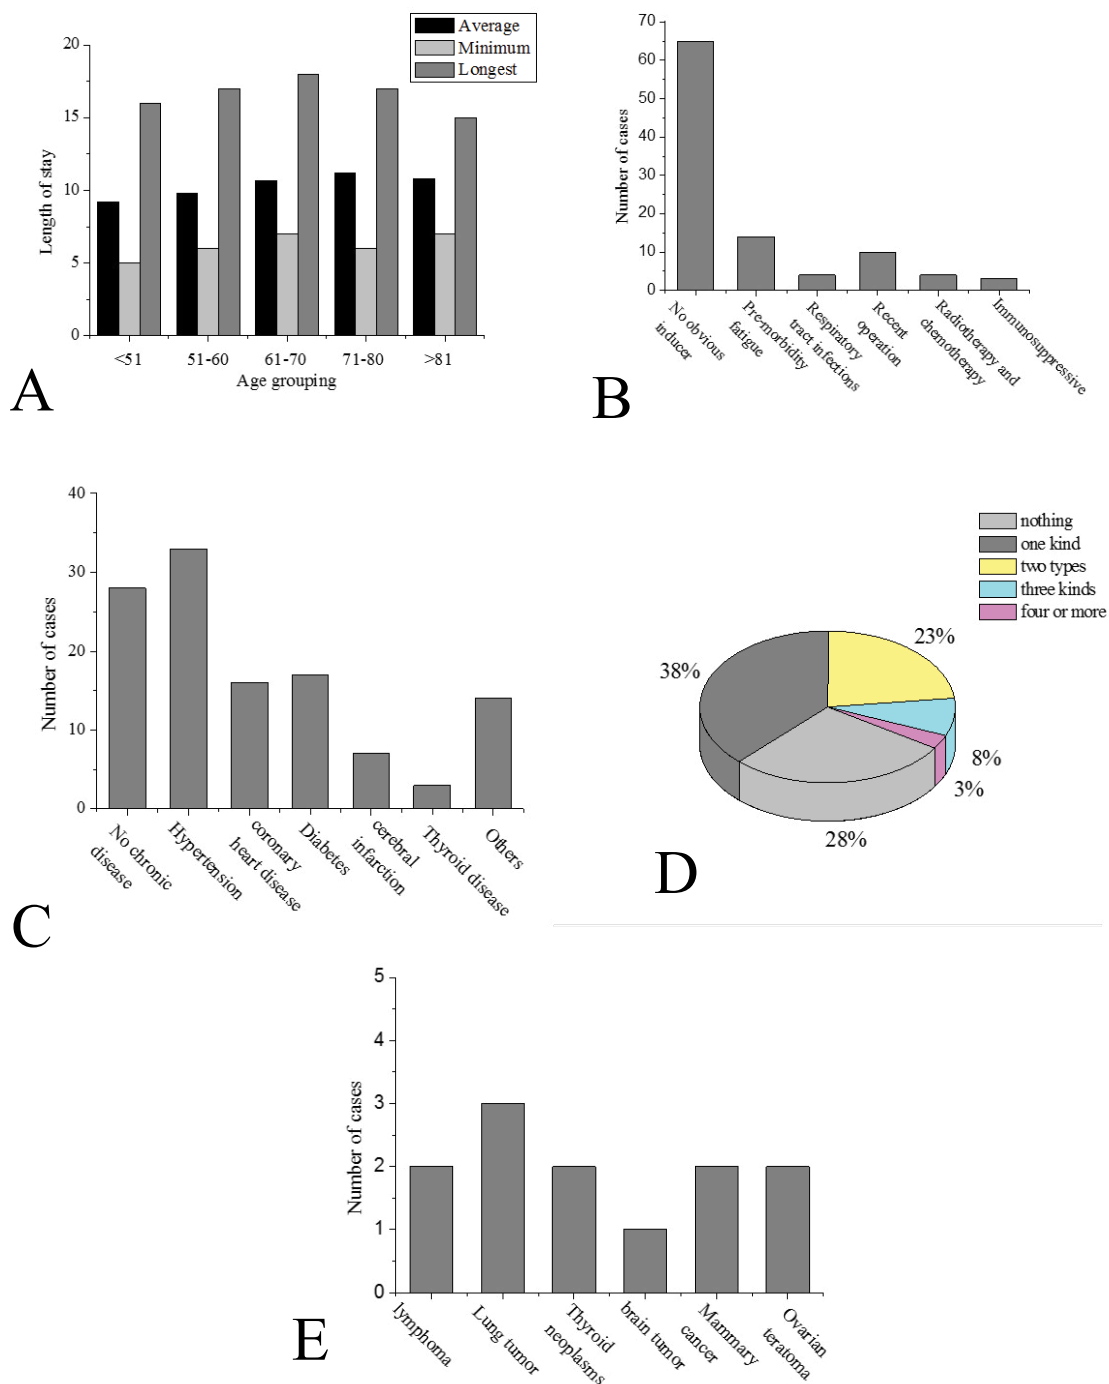 Average
Minimum
Longest
20
15
10
5
0
Length of stay
<51
51-60
61-70
71-80
>81
Age grouping
A
70
60
50
40
30
20
10
0
Number of cases
No obvious
inducer
Pre-morbidity
fatigue
Respiratory
tract infections
Recent
operation
Radiotherapy and
chemotherapy
Immunosuppressive
B
40
30
20
10
0
Number of cases
No chronic
disease
Hypertension
coronary
heart disease
Diabetes
cerebral
infarction
Thyroid disease
Others
C
nothing
one kind
two types
three kinds
four or more
23%
38%
8%
3%
28%
D
5
4
3
2
1
0
Number of cases
lymphoma
Lung tumor
Thyroid
neoplasms
brain tumor
Mammary
cancer
Ovarian
teratoma
E